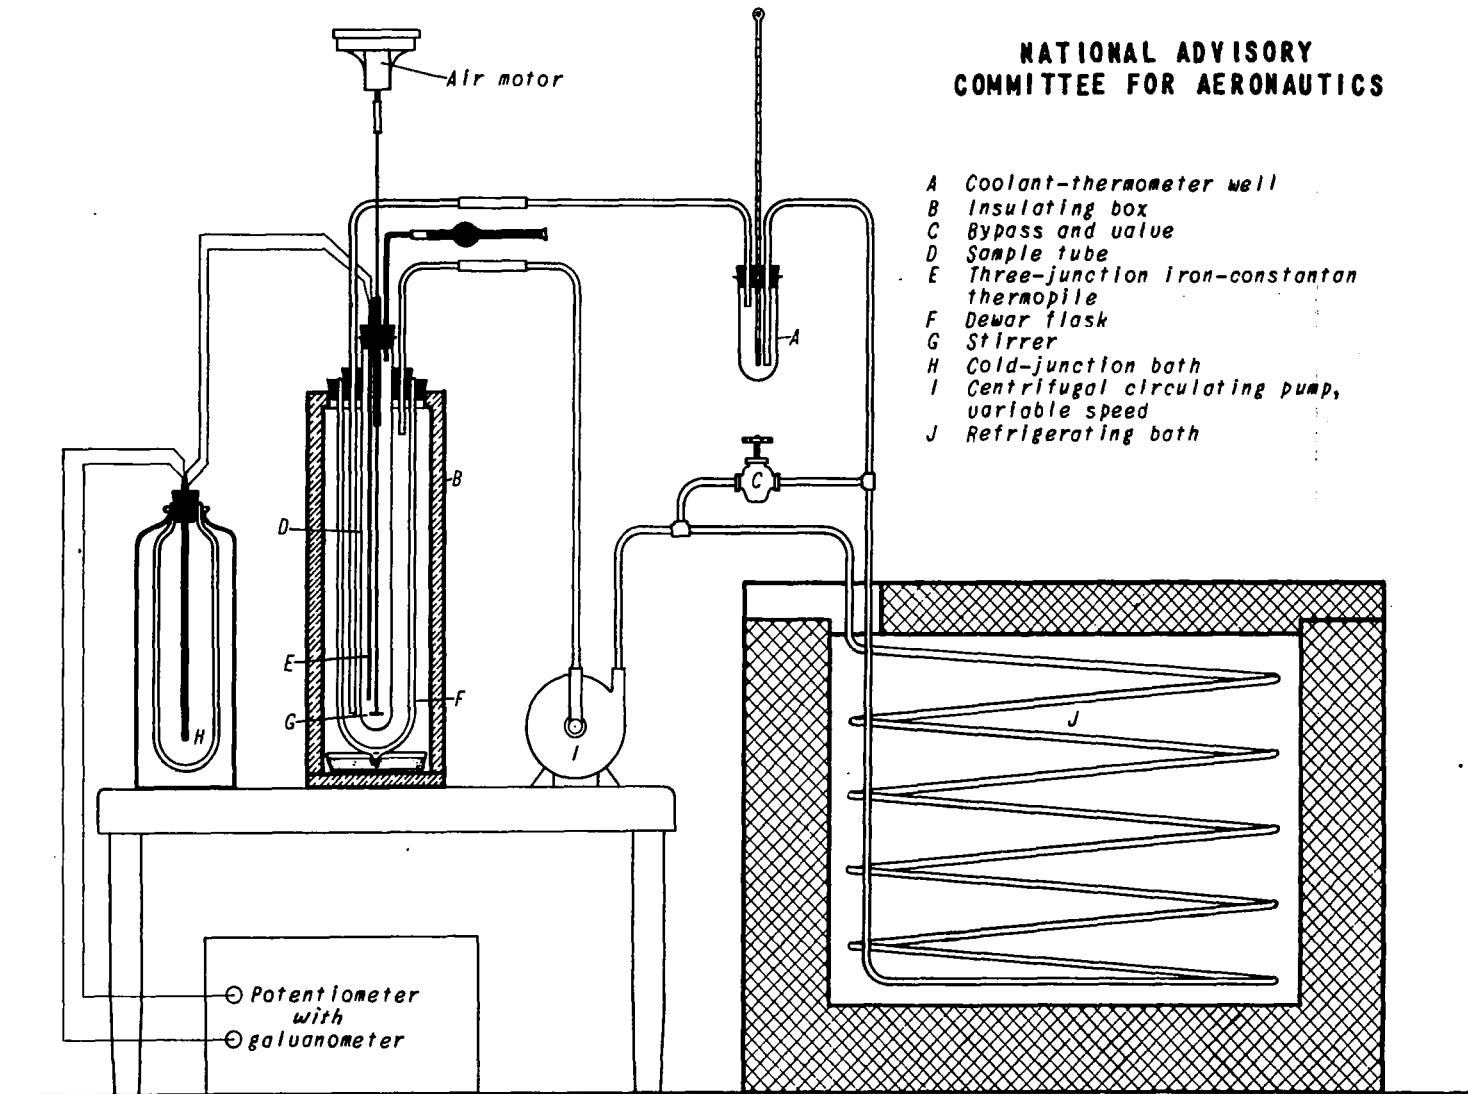 NATIONAL ADVISORY
COMMITTEE FOR AERONAUTICS
Air motor
A Coolant-thermometer well
B Insulating box
C Bypass and value
D Sample tube
E Three-junction iron-constantan
thermopile
F Dewar flask
G Stirrer
H Cold-junction bath
I Centrifugal circulating pump,
variable speed
J Refrigerating bath
A
C
B
D
E
F
G
H
I
J
Potentiometer
with
galvanometer